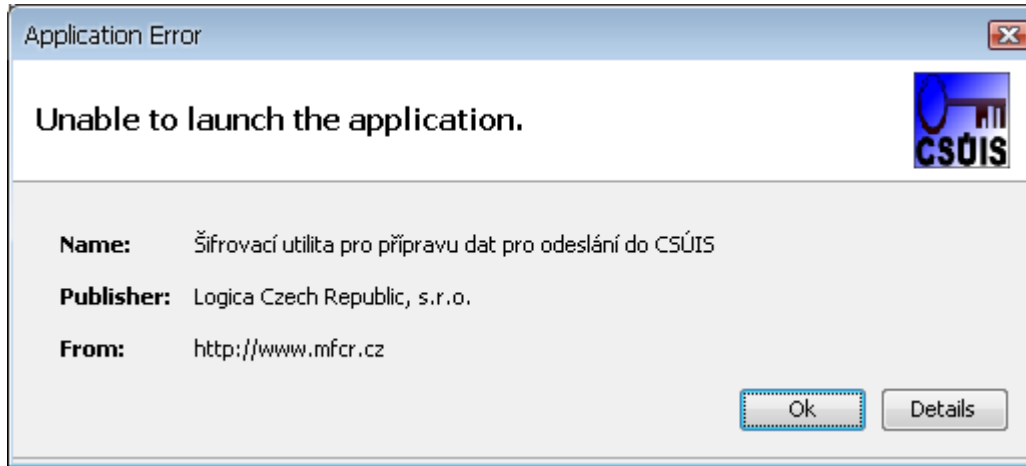 Application Error
Unable to launch the application.
CSÚIS
Name: Šifrovací utilita pro přípravu dat pro odeslání do CSÚIS
Publisher: Logica Czech Republic, s.r.o.
From: http://www.mfcr.cz
Ok Details